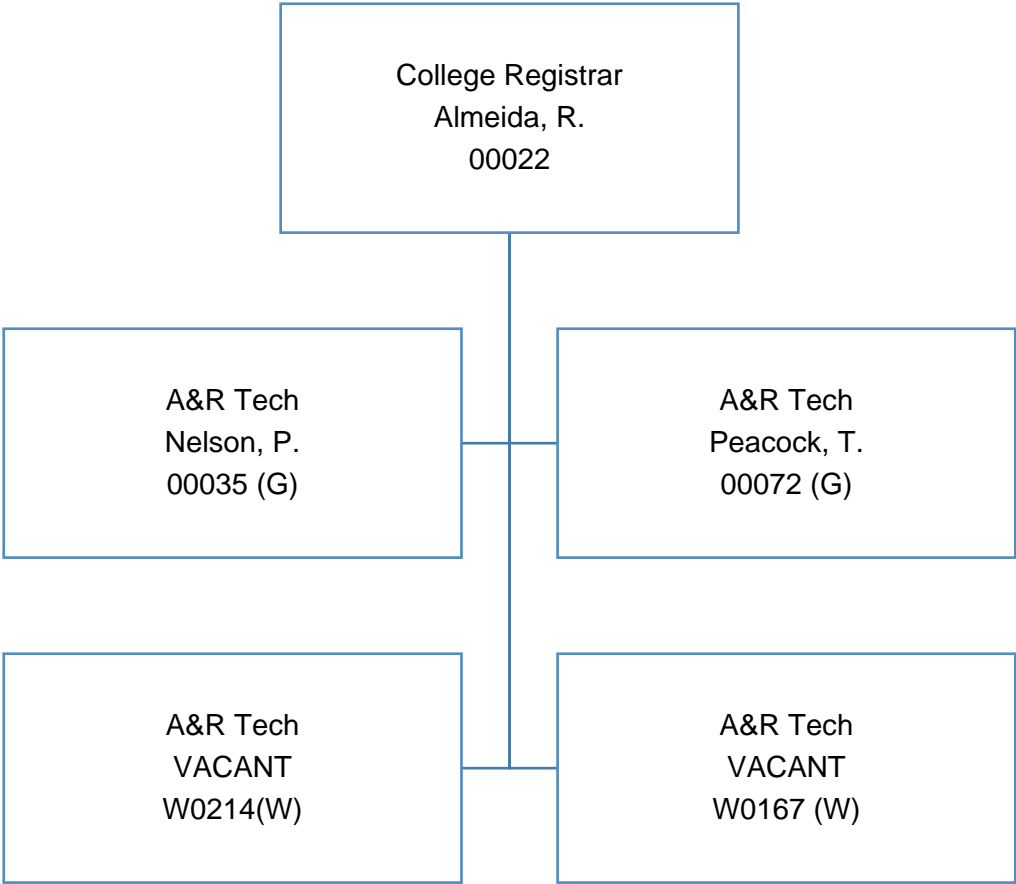 College Registrar
Almeida, R.
00022
A&R Tech
Nelson, P.
00035 (G)
A&R Tech
Peacock, T.
00072 (G)
A&R Tech
VACANT
W0214(W)
A&R Tech
VACANT
W0167 (W)